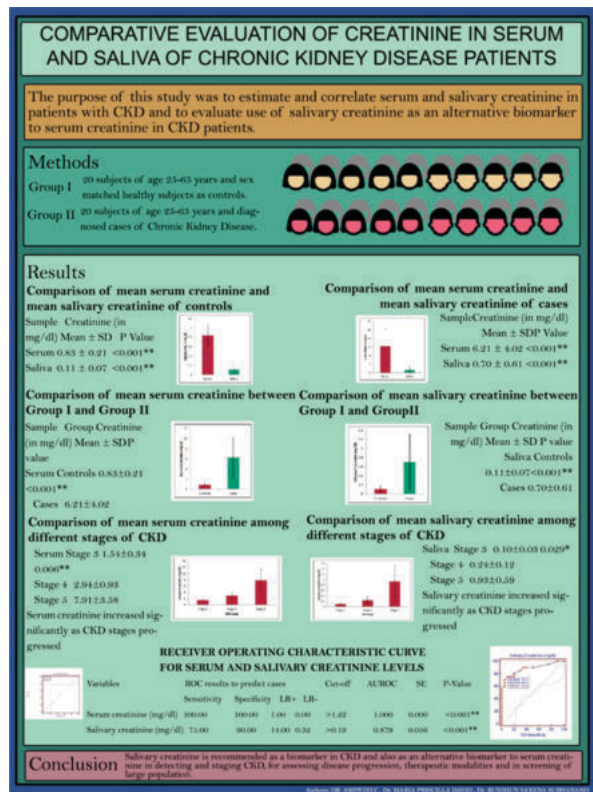 COMPARATIVE EVALUATION OF CREATININE IN SERUM
AND SALIVA OF CHRONIC KIDNEY DISEASE PATIENTS
The purpose of this study was to estimate and correlate serum and salivary creatinine in
patients with CKD and to evaluate use of salivary creatinine as an alternative biomarker
to serum creatinine in CKD patients.
Methods
Group I 20 subjects of age 25-65 years and sex
matched healthy subjects as controls.
Group II 20 subjects of age 25-65 years and diag-
nosed cases of Chronic Kidney Disease.
Results
Comparison of mean serum creatinine and
mean salivary creatinine of controls
Sample Creatinine (in
mg/dl) Mean ± SD P Value
Serum 0.83 ± 0.21 <0.001**
Saliva 0.11 ± 0.07 <0.001**
Comparison of mean serum creatinine and
mean salivary creatinine of cases
SampleCreatinine (in mg/dl)
Mean ± SDP Value
Serum 6.21 ± 4.02 <0.001**
Saliva 0.70 ± 0.61 <0.001**
Comparison of mean serum creatinine between
Group I and Group II
Sample Group Creatinine
(in mg/dl) Mean ± SDP
value
Serum Controls 0.83±0.21
<0.001**
Cases 6.21±4.02
Comparison of mean salivary creatinine between
Group I and GroupII
Sample Group Creatinine (in
mg/dl) Mean ± SD P value
Saliva Controls
0.11±0.07<0.001**
Cases 0.70±0.61
Comparison of mean serum creatinine among
different stages of CKD
Serum Stage 3 1.54±0.34
0.006**
Stage 4 2.94±0.93
Stage 5 7.91±3.58
Serum creatinine increased sig-
nificantly as CKD stages pro-
gressed
Comparison of mean salivary creatinine among
different stages of CKD
Saliva Stage 3 0.10±0.03 0.029*
Stage 4 0.24±0.12
Stage 5 0.93±0.59
Salivary creatinine increased sig-
nificantly as CKD stages pro-
gressed
RECEIVER OPERATING CHARACTERISTIC CURVE
FOR SERUM AND SALIVARY CREATININE LEVELS
Variables ROC results to predict cases Cut-off AUROC SE P-Value
Sensitivity Specificity LR+ LR-
Serum creatinine (mg/dl) 100.00 100.00 1.00 0.00 >1.22 1.000 0.000 <0.001**
Salivary creatinine (mg/dl) 75.00 90.00 14.00 0.32 >0.19 0.879 <0.001**
Conclusion Salivary creatinine is recommended as a biomarker in CKD and also as an alternative biomarker to serum creati-
nine in detecting and staging CKD, for assessing disease progression, therapeutic modalities and in screening of
large population.